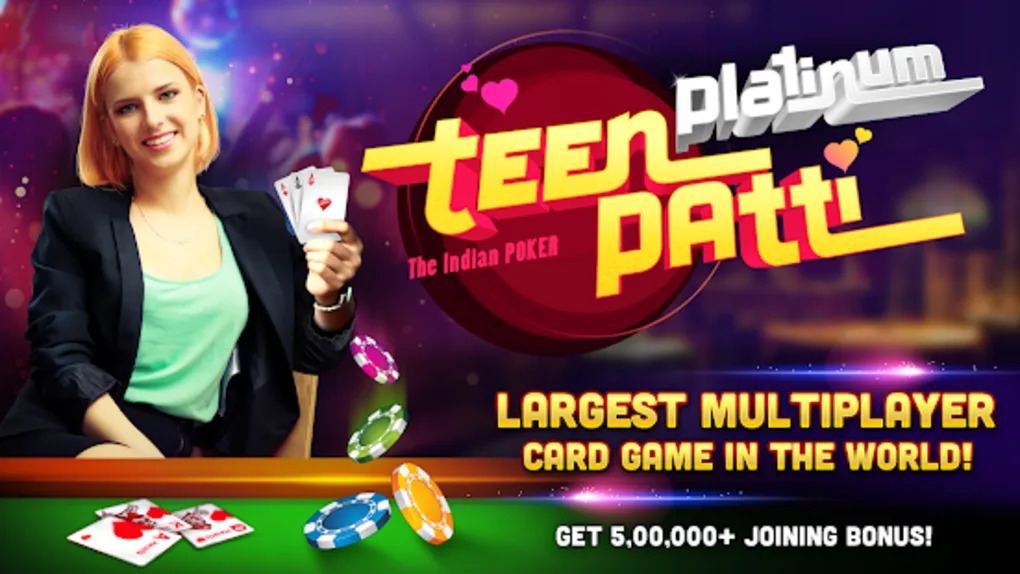 platinum
TEEn
PAtti
The Indian POKER
LARGEST MULTIPLAYER
CARD GAME IN THE WORLD!
GET 5,00,000+ JOINING BONUS!